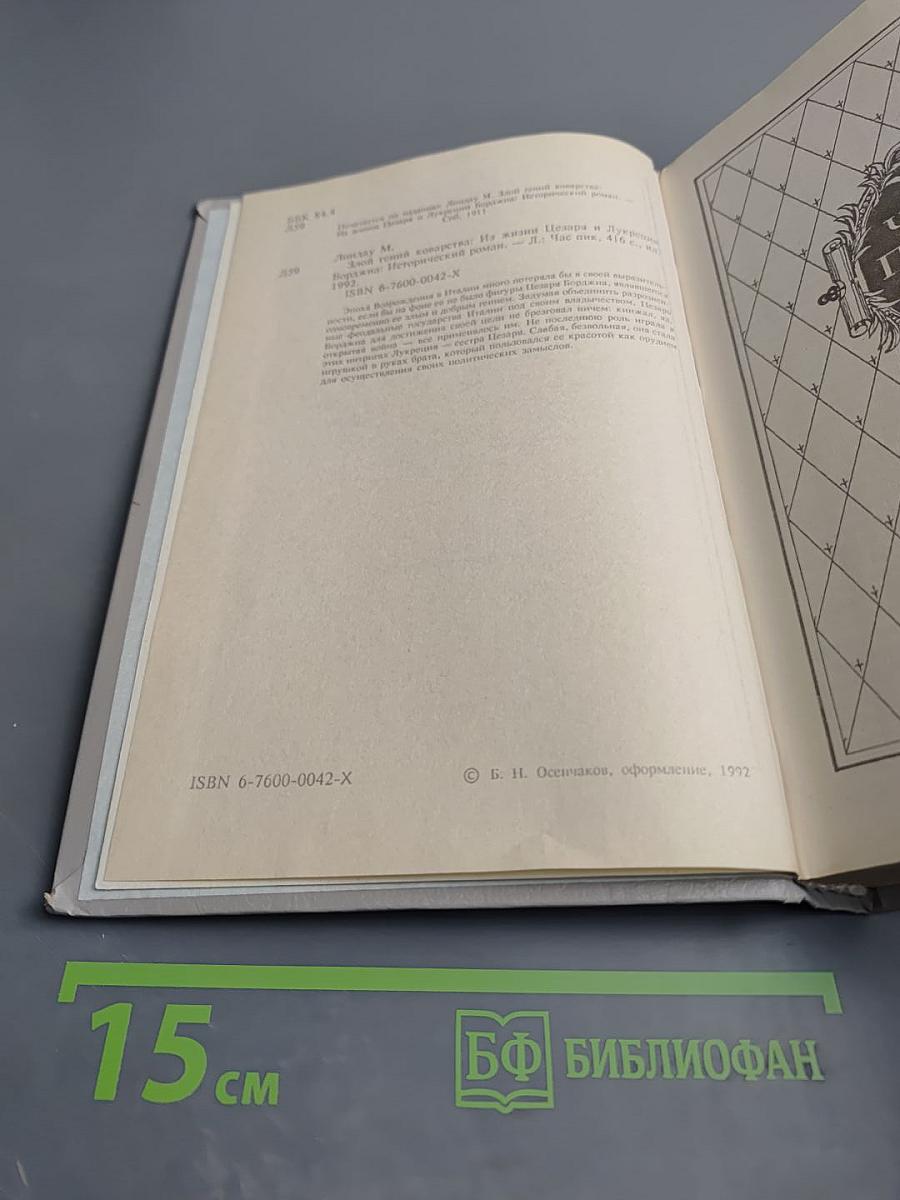 ББК 84.4
Л59
Печатается по изданию: Линдау М. Злой гений коварства:
Из жизни Цезаря и Лукреции Борджиа: Исторический роман. —
Спб, 1911
Линдау М.
Л59
Злой гений коварства: Из жизни Цезаря и Лукреции
Борджиа: Исторический роман. — Л.: Час пик, 416 с., ил.
1992.
ISBN 6-7600-0042-X
Эпоха Возрождения в Италии много потеряла бы в своей выразитель-
ности, если бы на фоне ее не было фигуры Цезаря Борджиа, являвшегося
одновременно ее злым и добрым гением. Задумав объединить разрознен-
ные феодальные государства Италии под своим владычеством, Цезарь
Борджиа для достижения своей цели не брезговал ничем: кинжал, яд,
открытая война — все применялось им. Не последнюю роль играла в
этих интригах Лукреция — сестра Цезаря. Слабая, безвольная, она стала
игрушкой в руках брата, который пользовался ее красотой как орудием
для осуществления своих политических замыслов.
ISBN 6-7600-0042-X
© Б. Н. Осенчаков, оформление, 1992
15 см
БФ БИБЛИОФАН